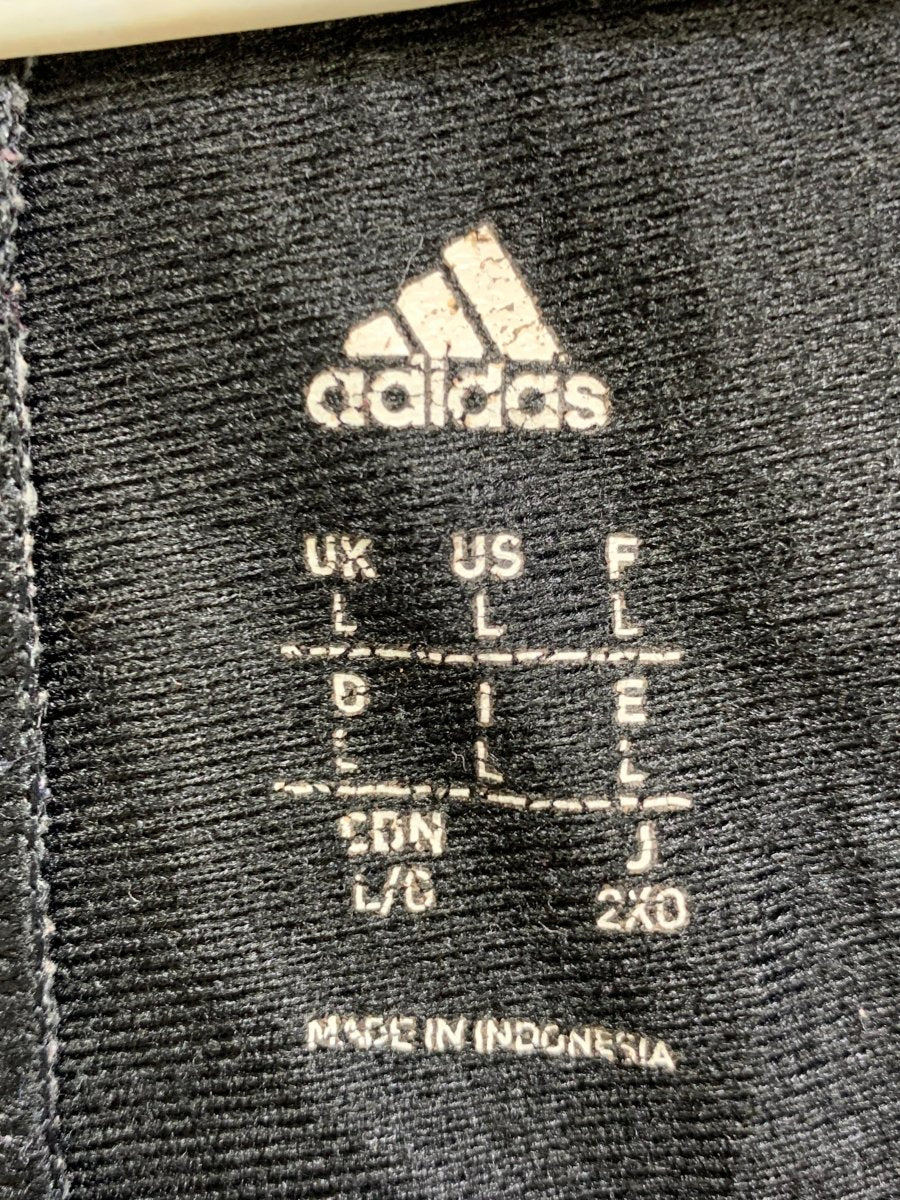 adidas
UK US F
L L L
D I E
L L L
CDN J
L/G 2XO
MADE IN INDONESIA